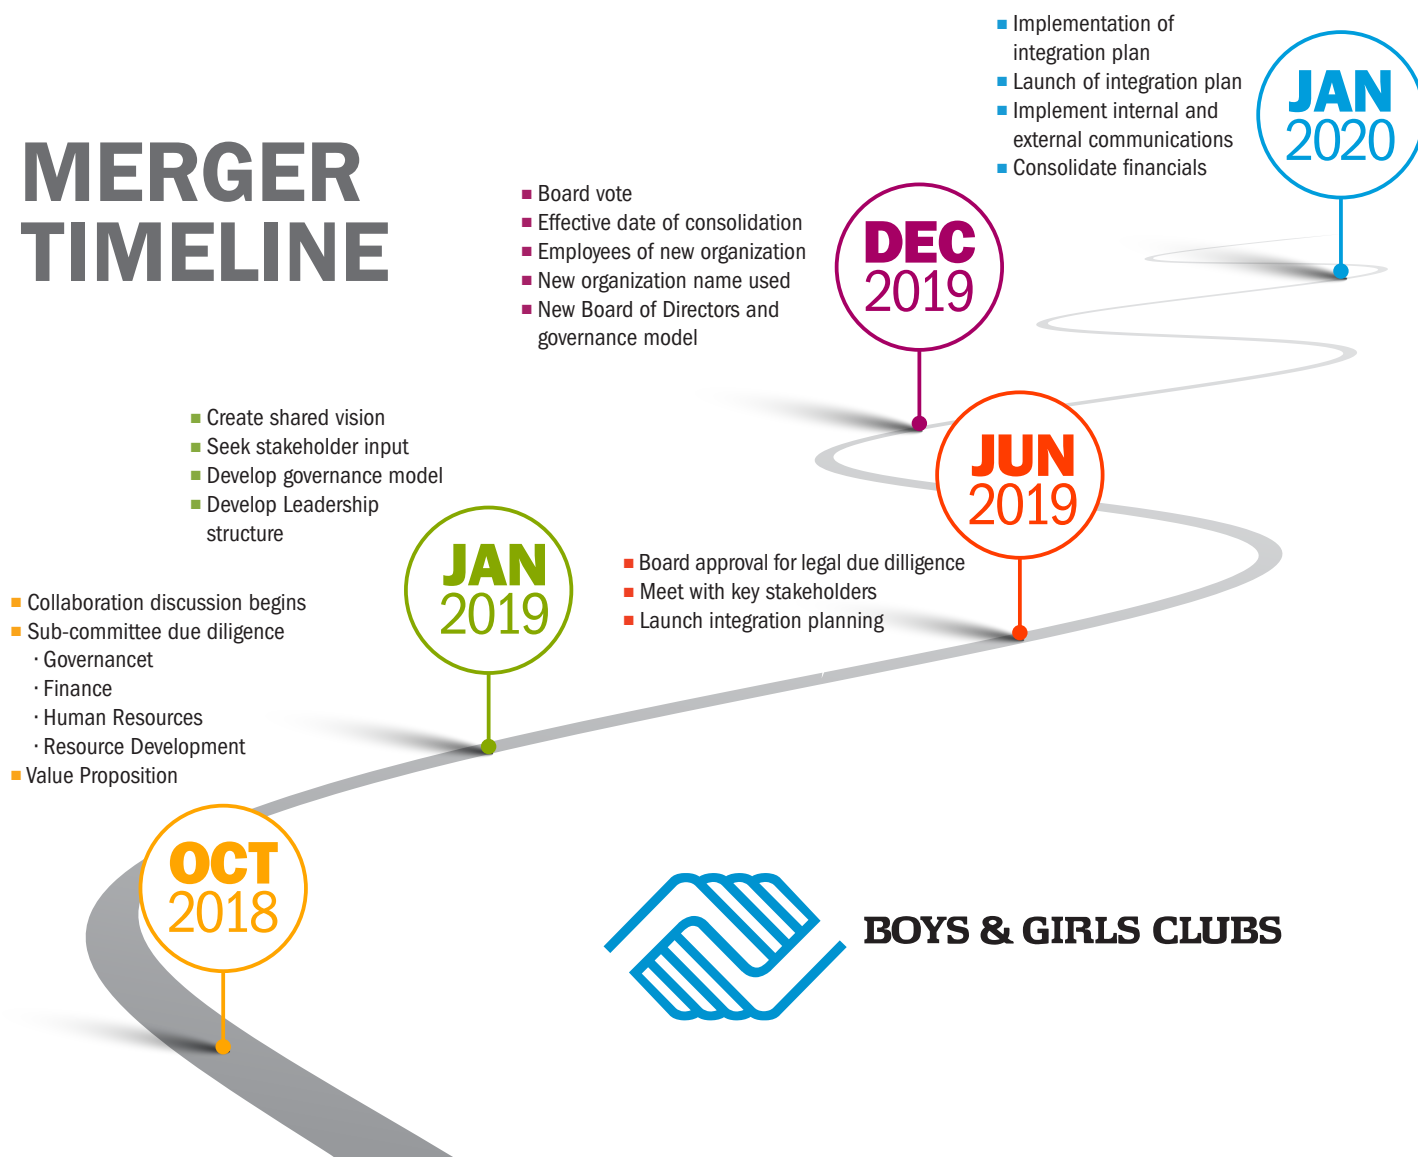 MERGER
TIMELINE
■ Implementation of
integration plan
■ Launch of integration plan
■ Implement internal and
external communications
■ Consolidate financials
JAN
2020
■ Board vote
■ Effective date of consolidation
■ Employees of new organization
■ New organization name used
■ New Board of Directors and
governance model
DEC
2019
■ Create shared vision
■ Seek stakeholder input
■ Develop governance model
■ Develop Leadership
structure
JAN
2019
■ Board approval for legal due dilligence
■ Meet with key stakeholders
■ Launch integration planning
JUN
2019
■ Collaboration discussion begins
■ Sub-committee due diligence
· Governancet
· Finance
· Human Resources
· Resource Development
■ Value Proposition
OCT
2018
BOYS & GIRLS CLUBS